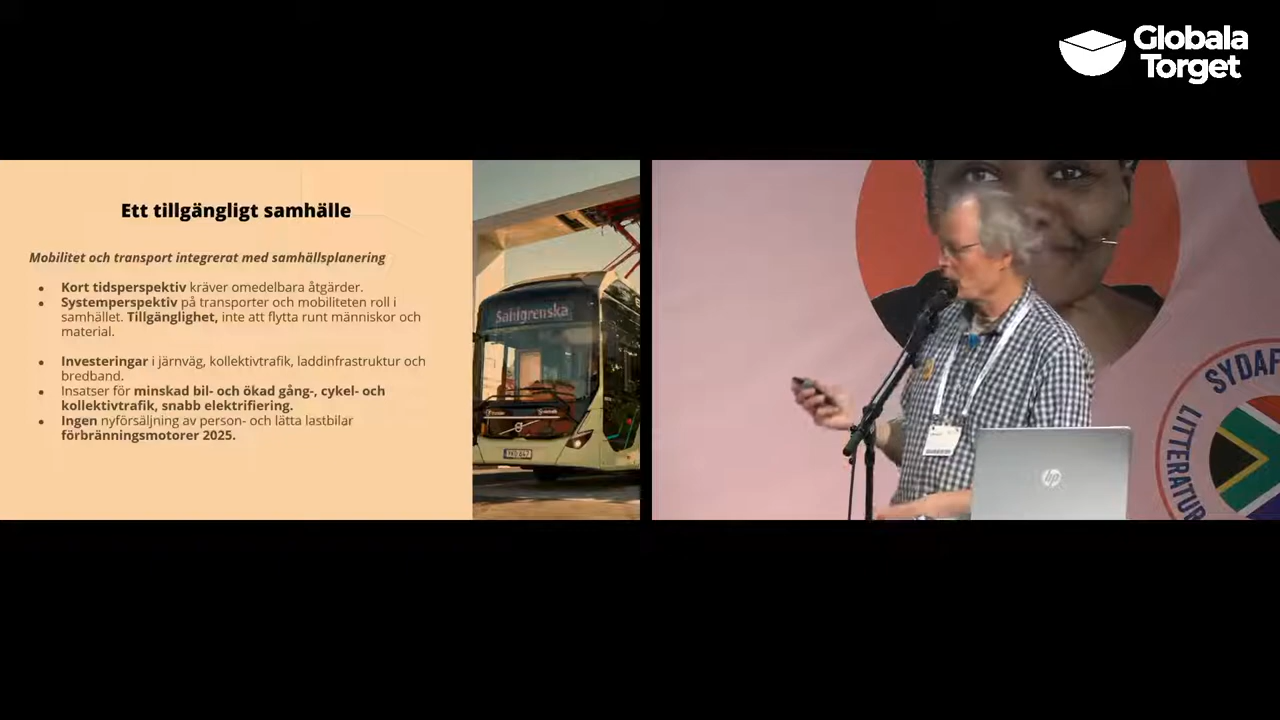 Globala
Torget
Ett tillgängligt samhälle
Mobilitet och transport integrerat med samhällsplanering
• Kort tidsperspektiv kräver omedelbara åtgärder.
• Systemperspektiv på transporter och mobiliteten roll i
samhället. Tillgänglighet, inte att flytta runt människor och
material.
• Investeringar i järnväg, kollektivtrafik, laddinfrastruktur och
bredband.
• Insatser för minskad bil- och ökad gång-, cykel- och
kollektivtrafik, snabb elektrifiering.
• Ingen nyförsäljning av person- och lätta lastbilar
förbränningsmotorer 2025.
Sahlgrenska
hp
SYDAF
LITTERATUR